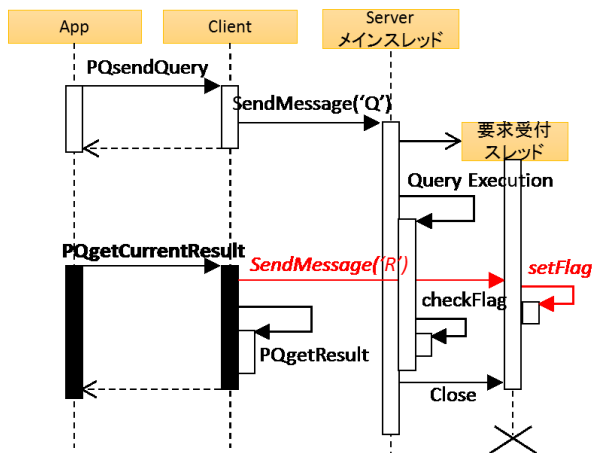 App
Client
Server
メインスレッド
PQsendQuery
SendMessage(‘Q’)
要求受付
スレッド
Query Execution
PQgetCurrentResult
SendMessage(‘R’)
setFlag
checkFlag
PQgetResult
Close